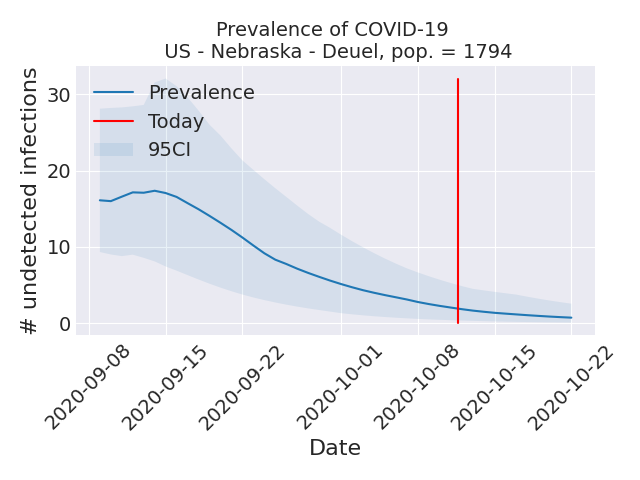 Prevalence of COVID-19
US - Nebraska - Deuel, pop. = 1794
# undetected infections
30
20
10
0
Prevalence
Today
95CI
2020-09-08
2020-09-15
2020-09-22
2020-10-01
2020-10-08
2020-10-15
2020-10-22
Date